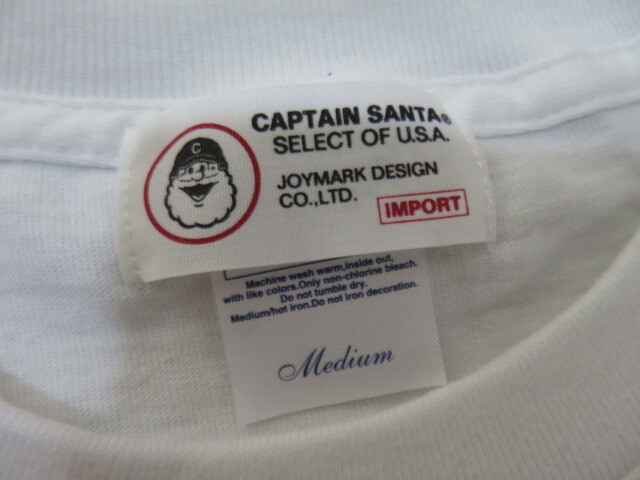 C
CAPTAIN SANTA®
SELECT OF U.S.A.
JOYMARK DESIGN
CO.,LTD.
IMPORT
Machine wash warm,inside out,
with like colors.Only non-chlorine bleach.
Do not tumble dry.
Medium/hot iron.Do not iron decoration.
Medium